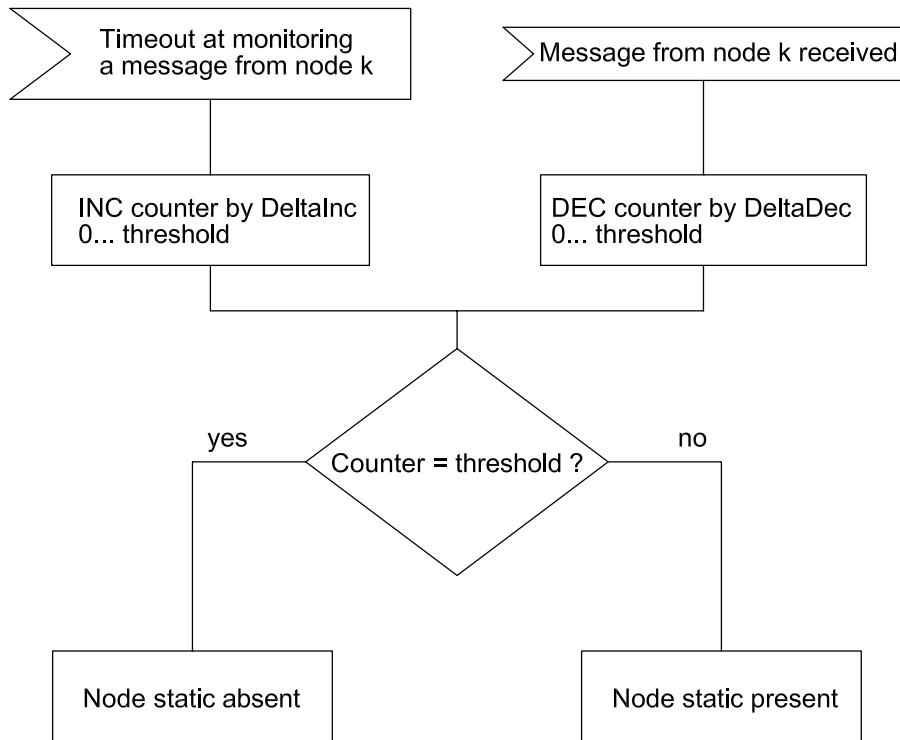 Timeout at monitoring
a message from node k
Message from node k received
INC counter by DeltaInc
0... threshold
DEC counter by DeltaDec
0... threshold
Counter = threshold ?
yes
no
Node static absent
Node static present